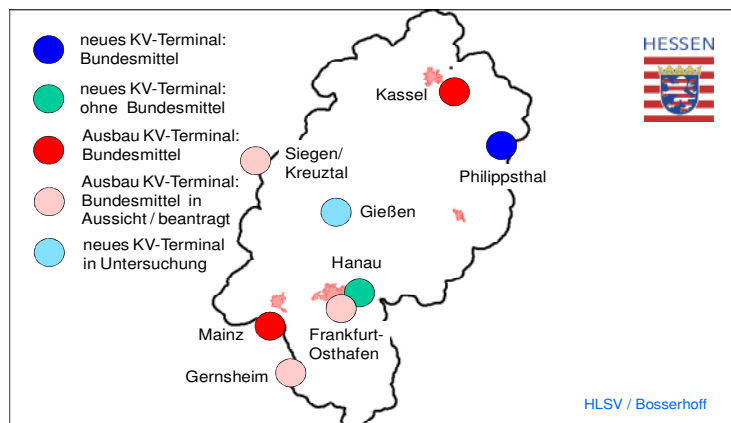 neues KV-Terminal:
Bundesmittel
neues KV-Terminal:
ohne Bundesmittel
Ausbau KV-Terminal:
Bundesmittel
Ausbau KV-Terminal:
Bundesmittel in
Aussicht / beantragt
neues KV-Terminal
in Untersuchung
HESSEN
Kassel
Siegen/
Kreuztal
Philippsthal
Gießen
Hanau
Mainz
Frankfurt-
Osthafen
Gernsheim
HLSV / Bosserhoff